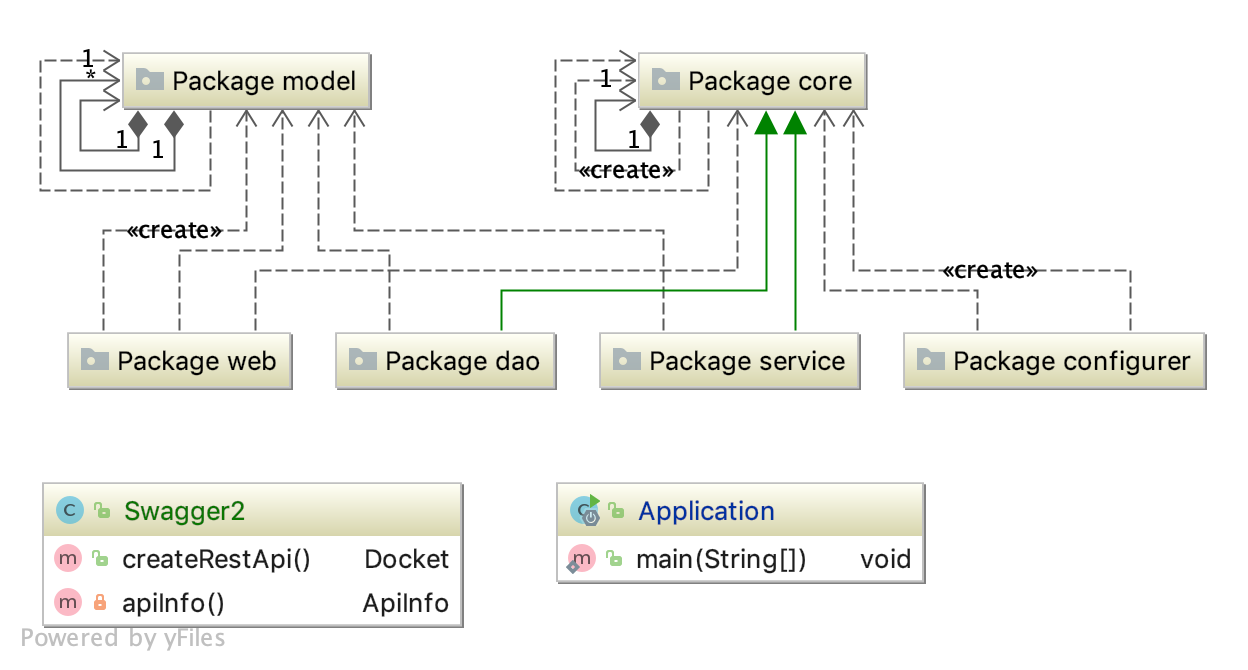 1
*
Package model
1
Package core
1
1
1
«create»
«create»
«create»
Package web
Package dao
Package service
Package configurer
C Swagger2
C Application
m createRestApi() Docket
m main(String[]) void
m apiInfo() ApiInfo
Powered by yFiles